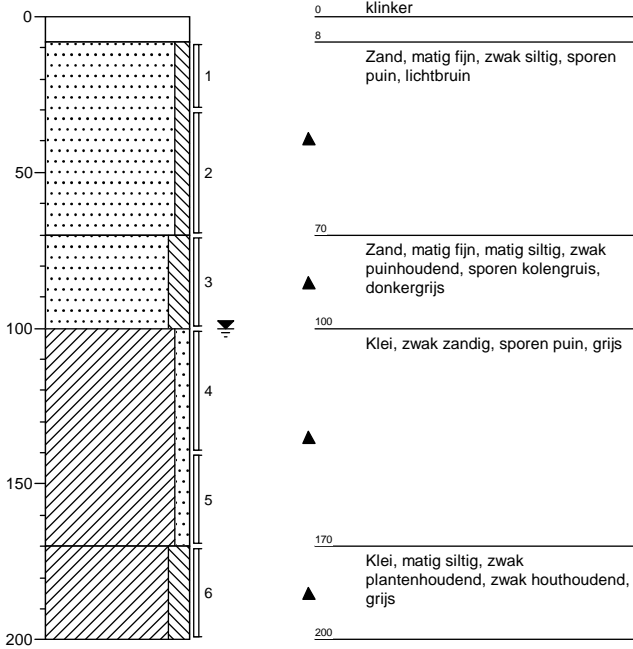 0
50
100
150
200
1
2
3
4
5
6
0
klinker
8
Zand, matig fijn, zwak siltig, sporen
puin, lichtbruin
70
Zand, matig fijn, matig siltig, zwak
puinhoudend, sporen kolengruis,
donkergrijs
100
Klei, zwak zandig, sporen puin, grijs
170
Klei, matig siltig, zwak
plantenhoudend, zwak houthoudend,
grijs
200